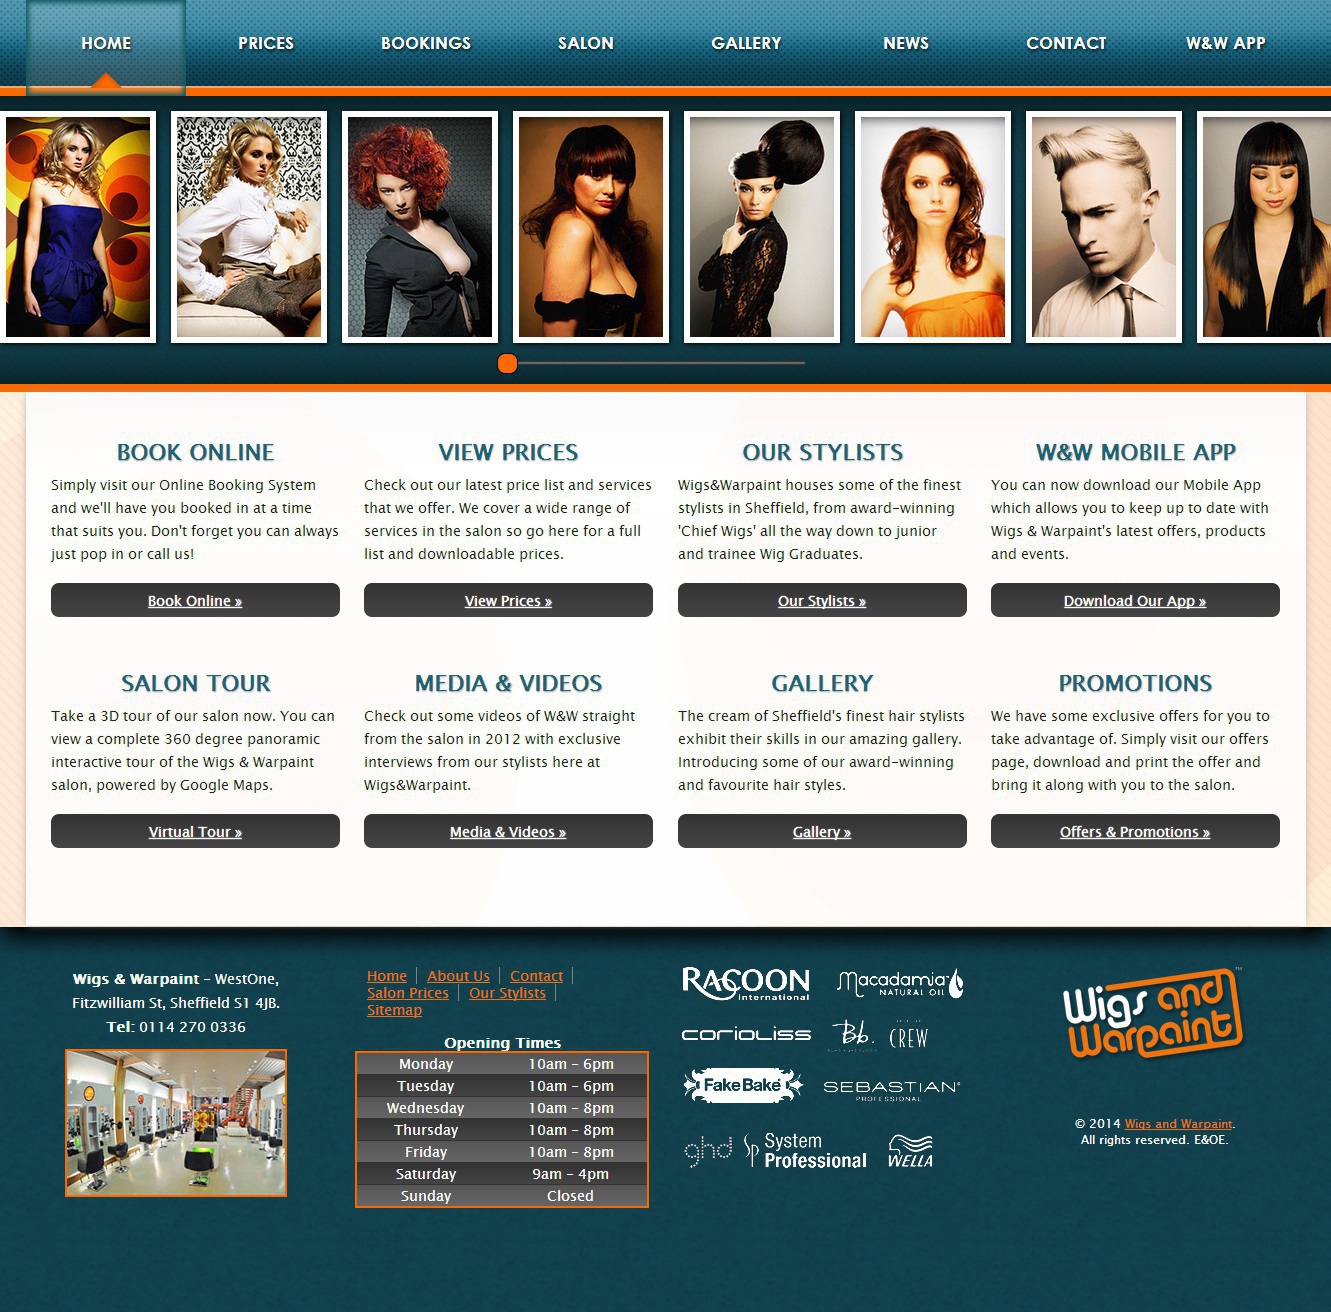 HOME
PRICES
BOOKINGS
SALON
GALLERY
NEWS
CONTACT
W&W APP
BOOK ONLINE
Simply visit our Online Booking System
and we'll have you booked in at a time
that suits you. Don't forget you can always
just pop in or call us!
Book Online »
VIEW PRICES
Check out our latest price list and services
that we offer. We cover a wide range of
services in the salon so go here for a full
list and downloadable prices.
View Prices »
OUR STYLISTS
Wigs&Warpaint houses some of the finest
stylists in Sheffield, from award-winning
'Chief Wigs' all the way down to junior
and trainee Wig Graduates.
Our Stylists »
W&W MOBILE APP
You can now download our Mobile App
which allows you to keep up to date with
Wigs & Warpaint's latest offers, products
and events.
Download Our App »
SALON TOUR
Take a 3D tour of our salon now. You can
view a complete 360 degree panoramic
interactive tour of the Wigs & Warpaint
salon, powered by Google Maps.
Virtual Tour »
MEDIA & VIDEOS
Check out some videos of W&W straight
from the salon in 2012 with exclusive
interviews from our stylists here at
Wigs&Warpaint.
Media & Videos »
GALLERY
The cream of Sheffield's finest hair stylists
exhibit their skills in our amazing gallery.
Introducing some of our award-winning
and favourite hair styles.
Gallery »
PROMOTIONS
We have some exclusive offers for you to
take advantage of. Simply visit our offers
page, download and print the offer and
bring it along with you to the salon.
Offers & Promotions »
Wigs & Warpaint - WestOne,
Fitzwilliam St, Sheffield S1 4JB.
Tel: 0114 270 0336
Home | About Us | Contact |
Salon Prices | Our Stylists |
Sitemap
Opening Times
Monday 10am - 6pm
Tuesday 10am - 6pm
Wednesday 10am - 8pm
Thursday 10am - 8pm
Friday 10am - 8pm
Saturday 9am - 4pm
Sunday Closed
RACOON
international
Macadamia
NATURAL OIL
corioliss
Bb.
CREW
Fake Bake
SEBASTIAN
PROFESSIONAL
ghd
SP
System
Professional
WELLA
Wigs and
Warpaint
™
© 2014 Wigs and Warpaint.
All rights reserved. E&OE.